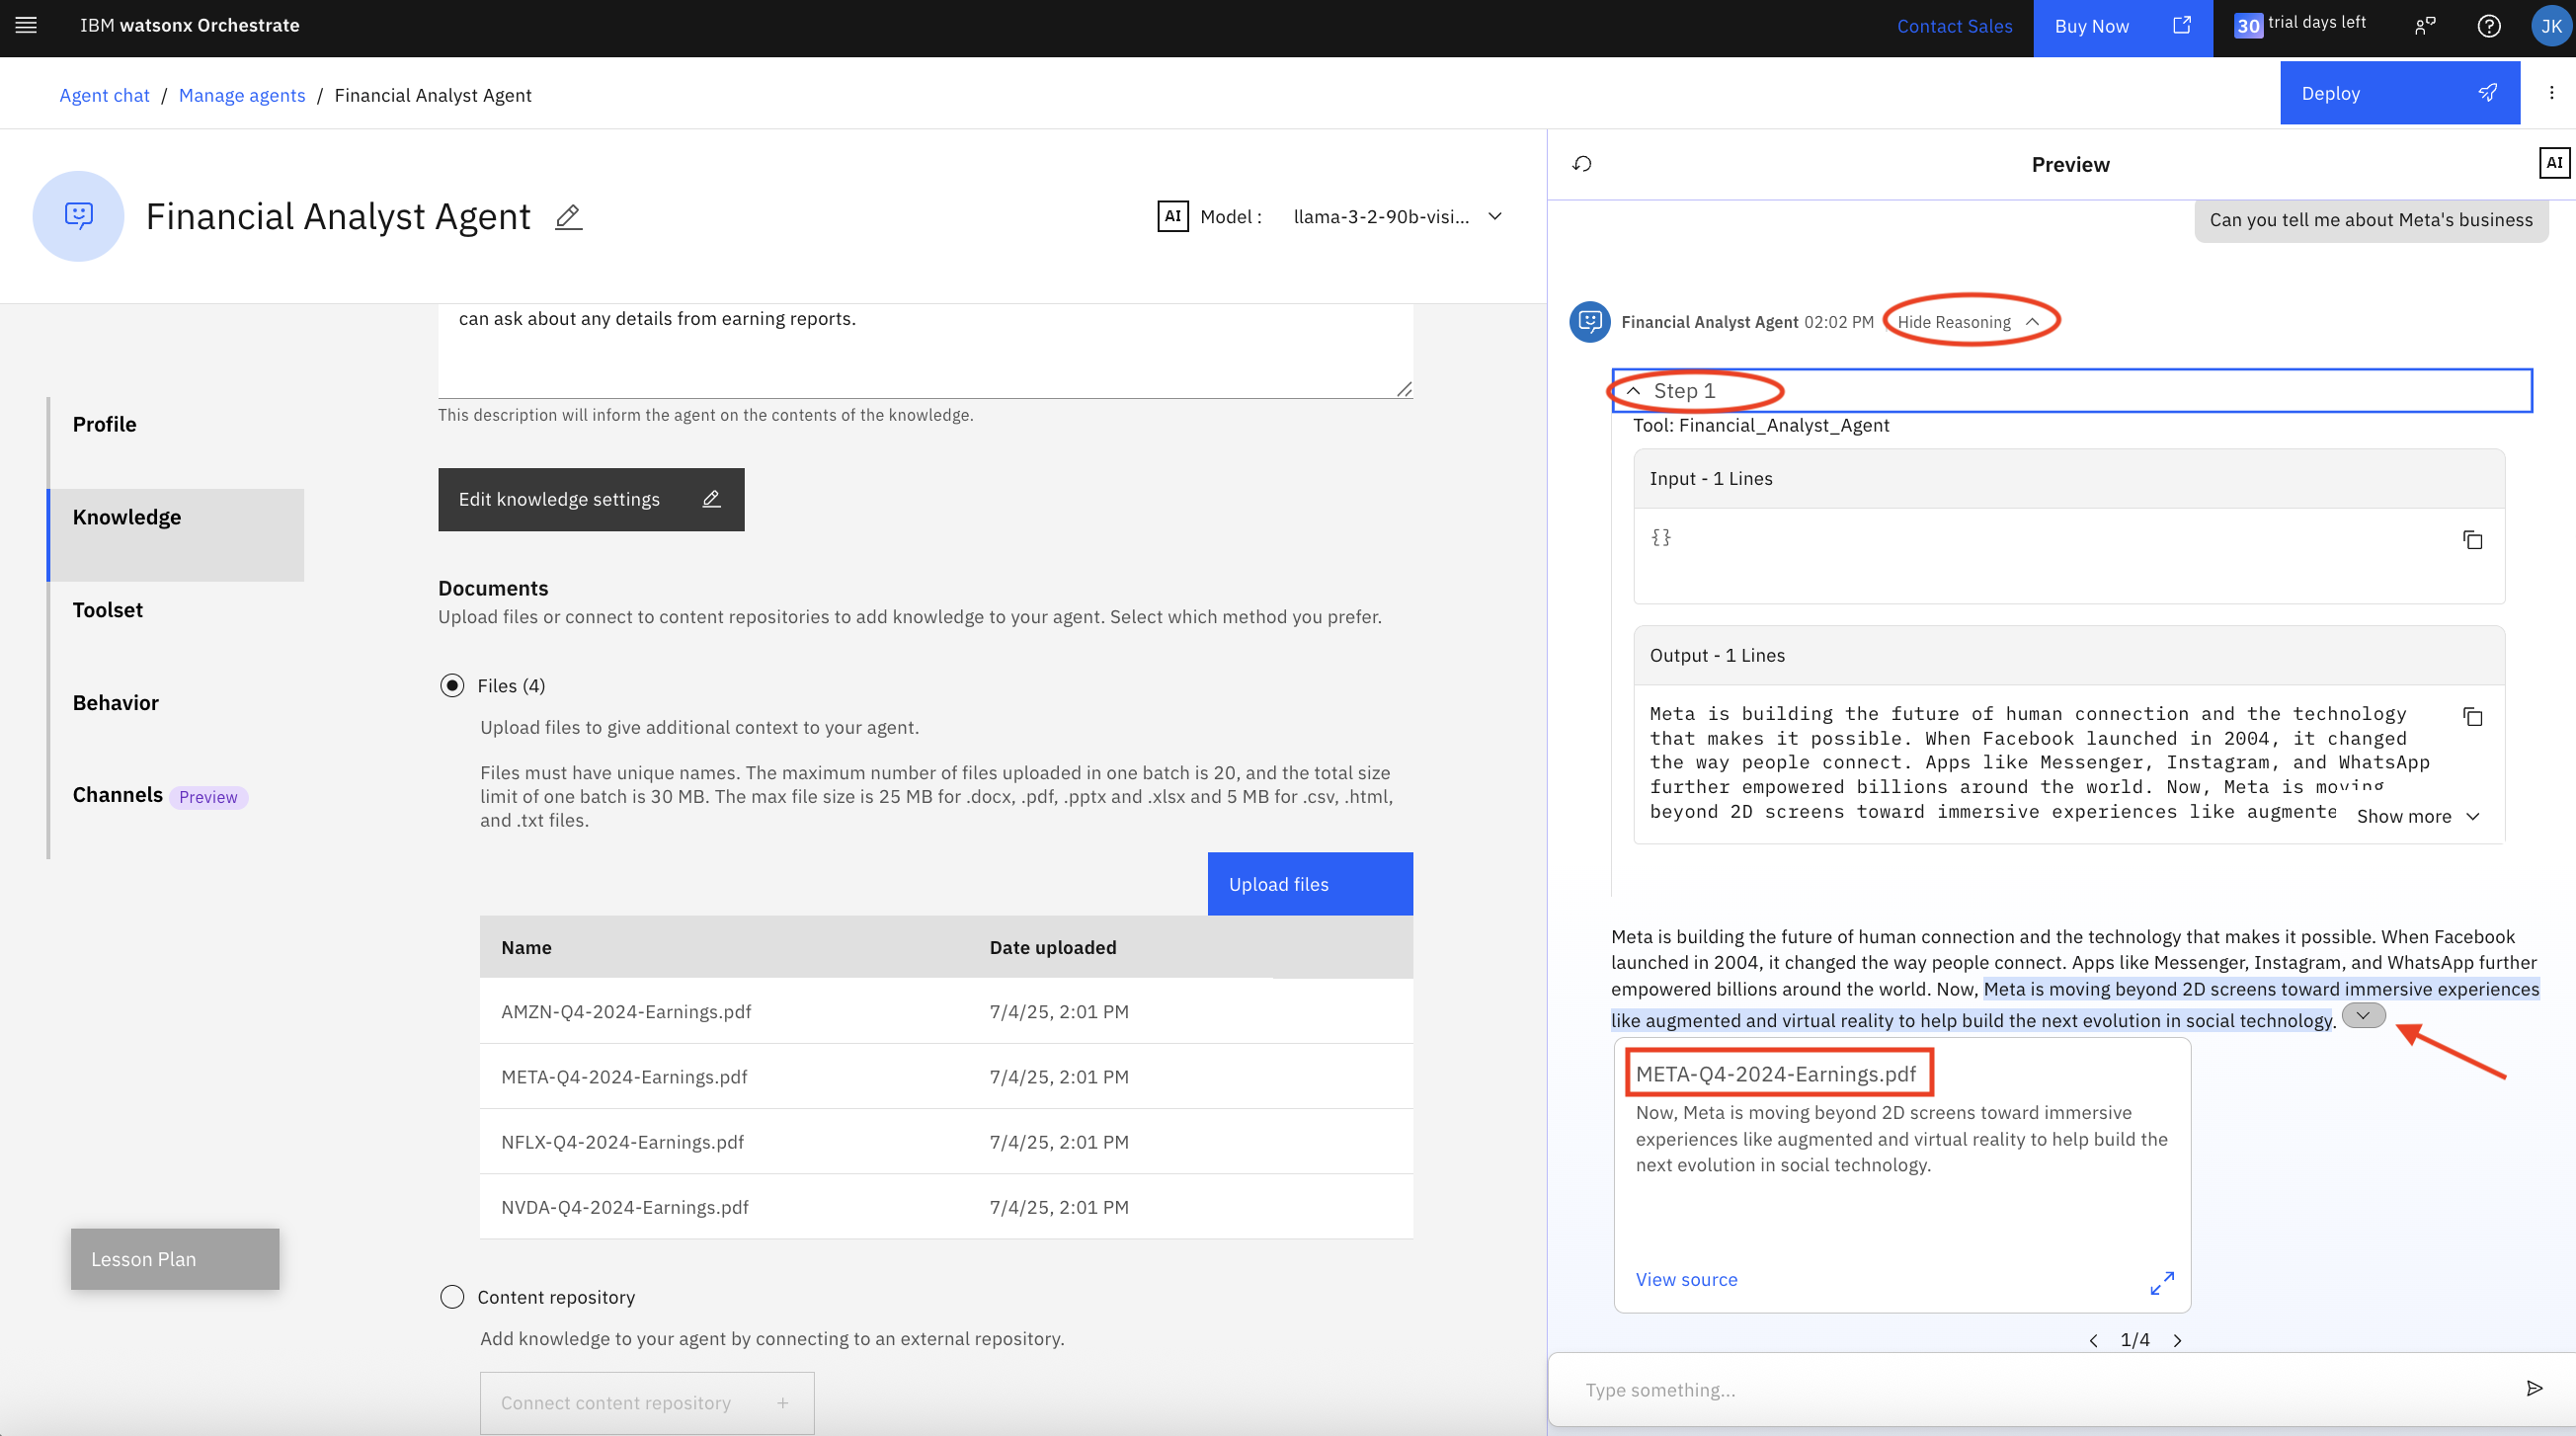 IBM watsonx Orchestrate
Contact Sales
Buy Now
30 trial days left
JK
Agent chat / Manage agents / Financial Analyst Agent
Deploy
Financial Analyst Agent
AI Model : llama-3-2-90b-visi...
Profile
Knowledge
Toolset
Behavior
Channels Preview
Lesson Plan
can ask about any details from earning reports.
This description will inform the agent on the contents of the knowledge.
Edit knowledge settings
Documents
Upload files or connect to content repositories to add knowledge to your agent. Select which method you prefer.
Files (4)
Upload files to give additional context to your agent.
Files must have unique names. The maximum number of files uploaded in one batch is 20, and the total size
limit of one batch is 30 MB. The max file size is 25 MB for .docx, .pdf, .pptx and .xlsx and 5 MB for .csv, .html,
and .txt files.
Upload files
Name Date uploaded
AMZN-Q4-2024-Earnings.pdf 7/4/25, 2:01 PM
META-Q4-2024-Earnings.pdf 7/4/25, 2:01 PM
NFLX-Q4-2024-Earnings.pdf 7/4/25, 2:01 PM
NVDA-Q4-2024-Earnings.pdf 7/4/25, 2:01 PM
Content repository
Add knowledge to your agent by connecting to an external repository.
Connect content repository +
Preview
AI
Can you tell me about Meta's business
Financial Analyst Agent 02:02 PM Hide Reasoning
Step 1
Tool: Financial_Analyst_Agent
Input - 1 Lines
{}
Output - 1 Lines
Meta is building the future of human connection and the technology
that makes it possible. When Facebook launched in 2004, it changed
the way people connect. Apps like Messenger, Instagram, and WhatsApp
further empowered billions around the world. Now, Meta is moving
beyond 2D screens toward immersive experiences like augmente
Show more
Meta is building the future of human connection and the technology that makes it possible. When Facebook
launched in 2004, it changed the way people connect. Apps like Messenger, Instagram, and WhatsApp further
empowered billions around the world. Now, Meta is moving beyond 2D screens toward immersive experiences
like augmented and virtual reality to help build the next evolution in social technology.
META-Q4-2024-Earnings.pdf
Now, Meta is moving beyond 2D screens toward immersive
experiences like augmented and virtual reality to help build the
next evolution in social technology.
View source
1/4
Type something...